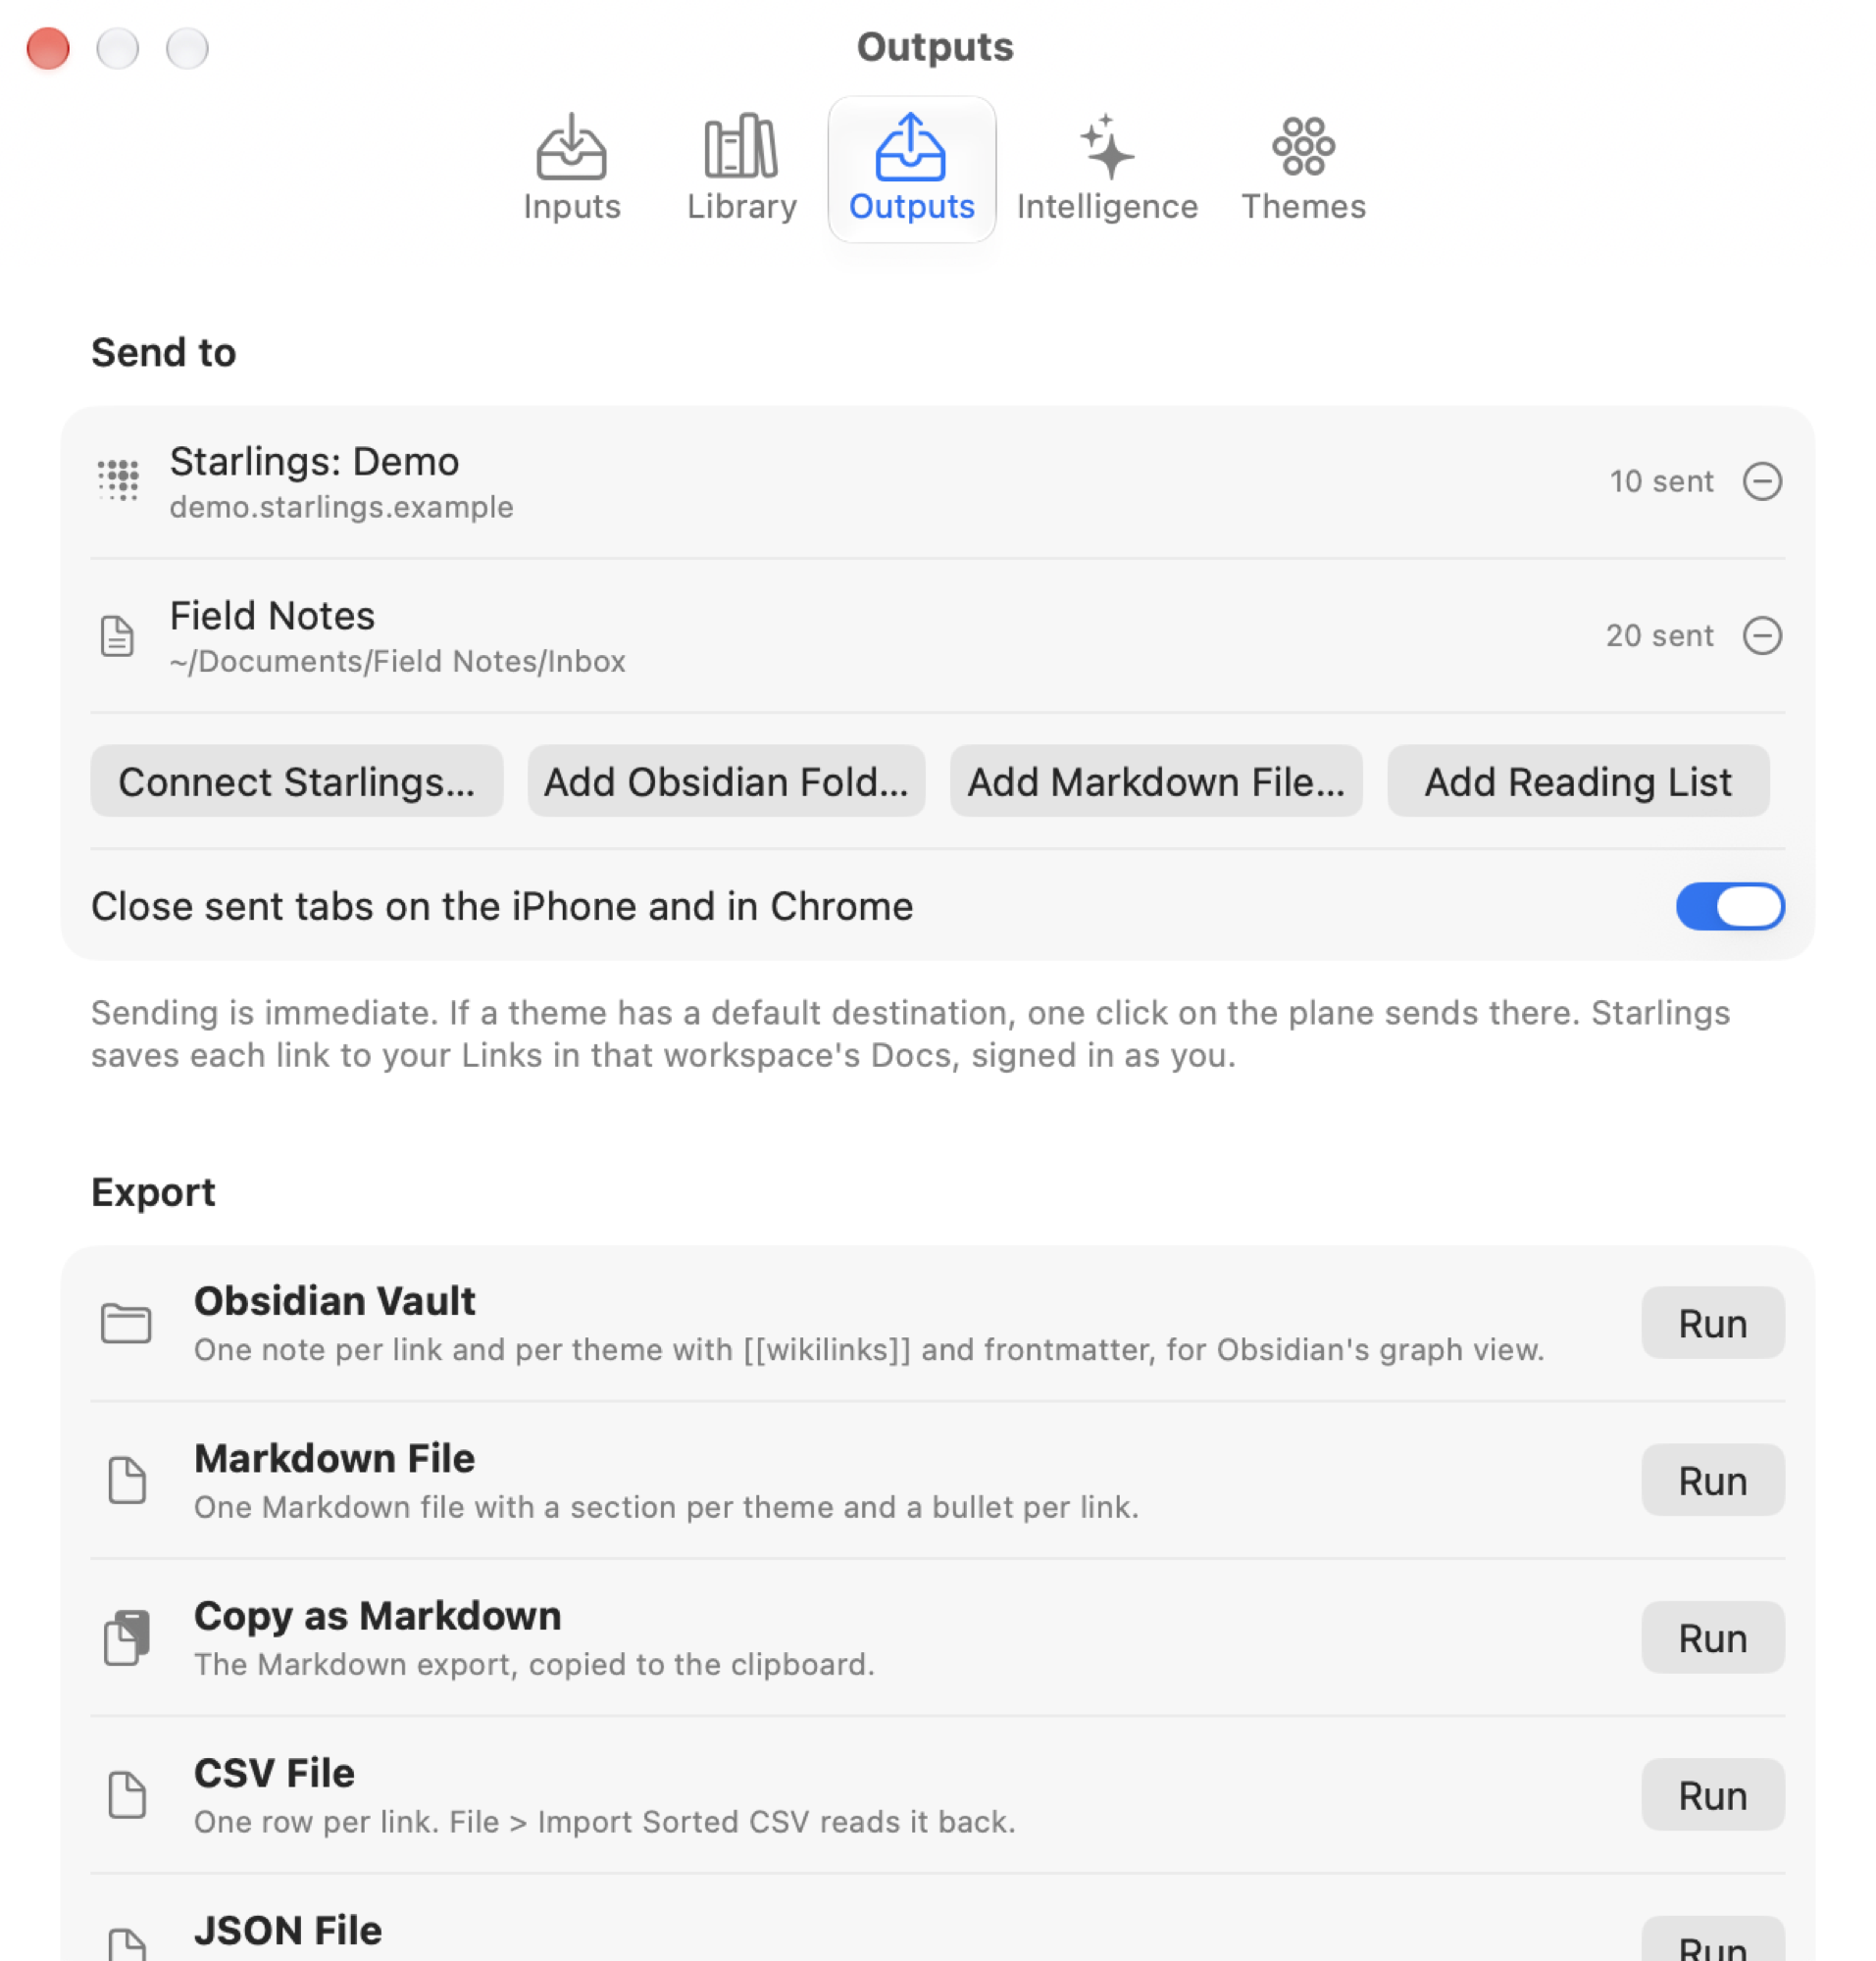 Outputs
Inputs
Library
Outputs
Intelligence
Themes
Send to
Starlings: Demo
demo.starlings.example
10 sent
Field Notes
~/Documents/Field Notes/Inbox
20 sent
Connect Starlings...
Add Obsidian Fold...
Add Markdown File...
Add Reading List
Close sent tabs on the iPhone and in Chrome
Sending is immediate. If a theme has a default destination, one click on the plane sends there. Starlings
saves each link to your Links in that workspace's Docs, signed in as you.
Export
Obsidian Vault
One note per link and per theme with [[wikilinks]] and frontmatter, for Obsidian's graph view.
Run
Markdown File
One Markdown file with a section per theme and a bullet per link.
Run
Copy as Markdown
The Markdown export, copied to the clipboard.
Run
CSV File
One row per link. File > Import Sorted CSV reads it back.
Run
JSON File
Run